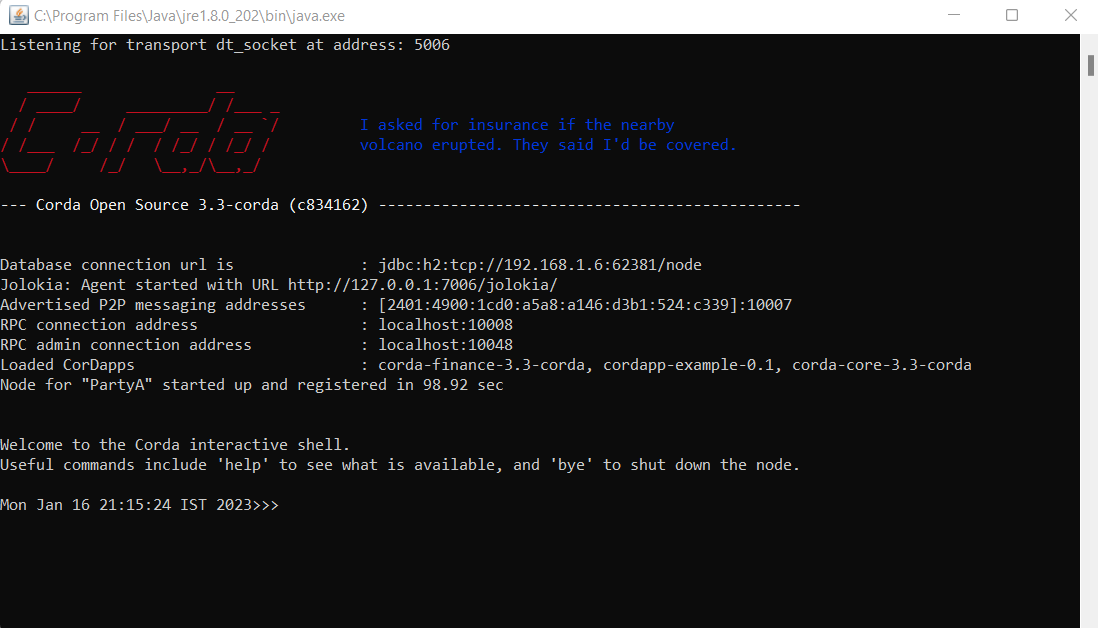 C:\Program Files\Java\jre1.8.0_202\bin\java.exe
Listening for transport dt_socket at address: 5006
Corda
I asked for insurance if the nearby
volcano erupted. They said I'd be covered.
--- Corda Open Source 3.3-corda (c834162) -----------------------------------------------
Database connection url is              : jdbc:h2:tcp://192.168.1.6:62381/node
Jolokia: Agent started with URL http://127.0.0.1:7006/jolokia/
Advertised P2P messaging addresses      : [2401:4900:1cd0:a5a8:a146:d3b1:524:c339]:10007
RPC connection address                  : localhost:10008
RPC admin connection address            : localhost:10048
Loaded CorDapps                         : corda-finance-3.3-corda, cordapp-example-0.1, corda-core-3.3-corda
Node for "PartyA" started up and registered in 98.92 sec
Welcome to the Corda interactive shell.
Useful commands include 'help' to see what is available, and 'bye' to shut down the node.
Mon Jan 16 21:15:24 IST 2023>>>